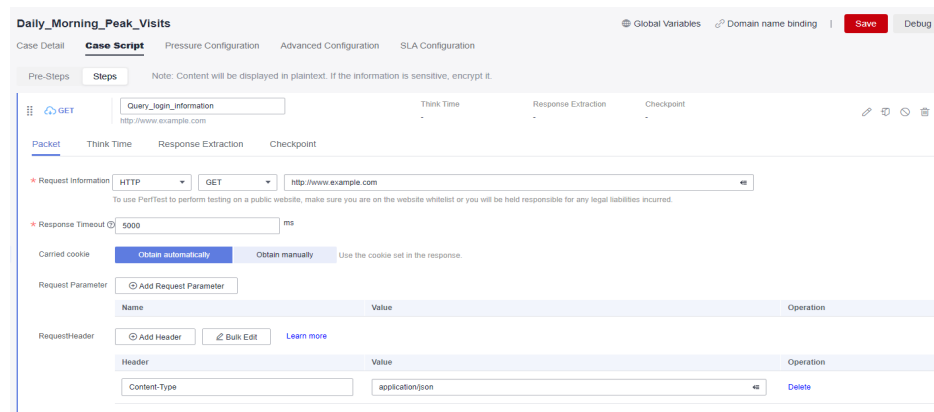 Daily_Morning_Peak_Visits Global Variables Domain name binding | Save Debug
Case Detail Case Script Pressure Configuration Advanced Configuration SLA Configuration
Pre-Steps Steps Note: Content will be displayed in plaintext. If the information is sensitive, encrypt it.
GET Query_login_information Think Time Response Extraction Checkpoint
http://www.example.com - - -
Packet Think Time Response Extraction Checkpoint
* Request Information HTTP GET http://www.example.com
To use PerfTest to perform testing on a public website, make sure you are on the website whitelist or you will be held responsible for any legal liabilities incurred.
* Response Timeout 5000 ms
Carried cookie Obtain automatically Obtain manually Use the cookie set in the response.
Request Parameter Add Request Parameter
Name Value Operation
RequestHeader Add Header Bulk Edit Learn more
Header Value Operation
Content-Type application/json Delete